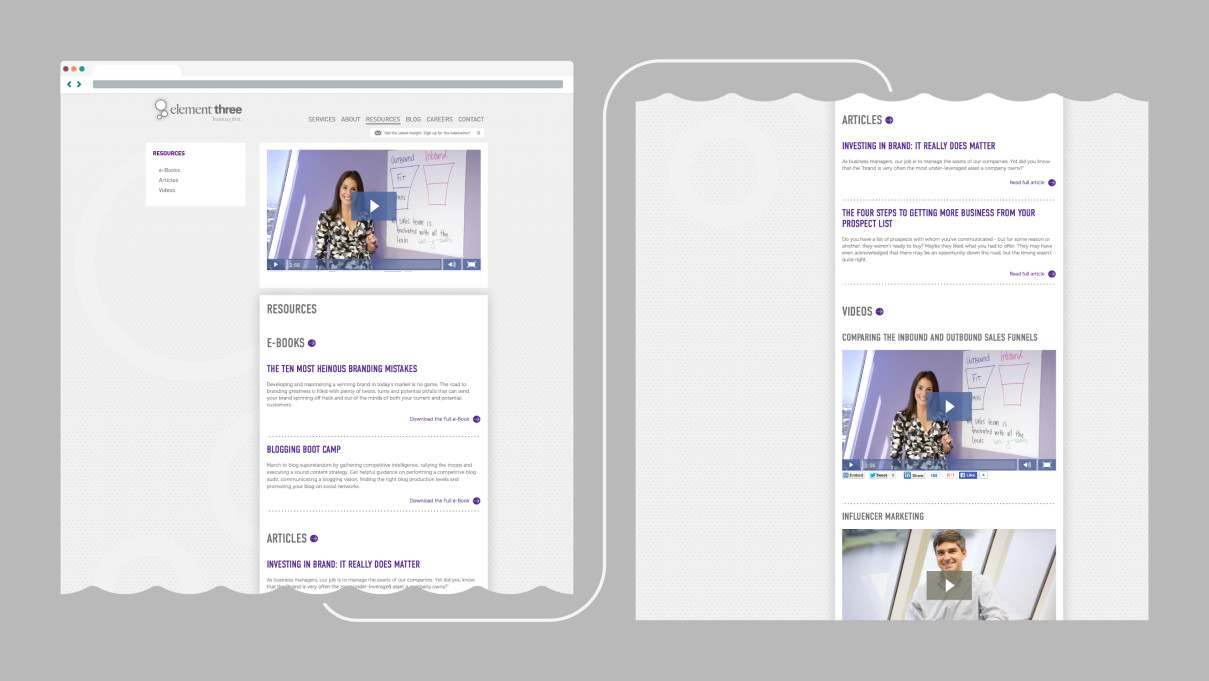 element three
business first.
SERVICES ABOUT RESOURCES BLOG CAREERS CONTACT
Get the latest insight. Sign up for the newsletter!
RESOURCES
e-Books
Articles
Videos
Outbound Inbound
FiT
sales team is
frustrated with all the
leads
2:56
RESOURCES
E-BOOKS
THE TEN MOST HEINOUS BRANDING MISTAKES
Developing and maintaining a winning brand in today's market is no game. The road to
branding greatness is filled with plenty of twists, turns and potential pitfalls that can send
your brand spinning off track and out of the minds of both your current and potential
customers.
Download the Full e-Book
BLOGGING BOOT CAMP
March to blog superstardom by gathering competitive intelligence, rallying the troops and
executing a sound content strategy. Get helpful guidance on performing a competitive blog
audit, communicating a blogging vision, finding the right blog production levels and
promoting your blog on social networks.
Download the Full e-Book
ARTICLES
INVESTING IN BRAND: IT REALLY DOES MATTER
As business managers, our job is to manage the assets of our companies. Yet did you know
that the "brand is very often the most under-leveraged asset a company owns?"
ARTICLES
INVESTING IN BRAND: IT REALLY DOES MATTER
As business managers, our job is to manage the assets of our companies. Yet did you know
that the "brand is very often the most under-leveraged asset a company owns?"
Read full article
THE FOUR STEPS TO GETTING MORE BUSINESS FROM YOUR
PROSPECT LIST
Do you have a list of prospects with whom you've communicated - but for some reason or
another, they weren't ready to buy? Maybe they liked what you had to offer. They may have
even acknowledged that there may be an opportunity down the road, but the timing wasn't
quite right.
Read full article
VIDEOS
COMPARING THE INBOUND AND OUTBOUND SALES FUNNELS
Outbound Inbound
FiT
sales team is
frustrated with all the
leads
2:56
Embed Tweet Share Like
INFLUENCER MARKETING